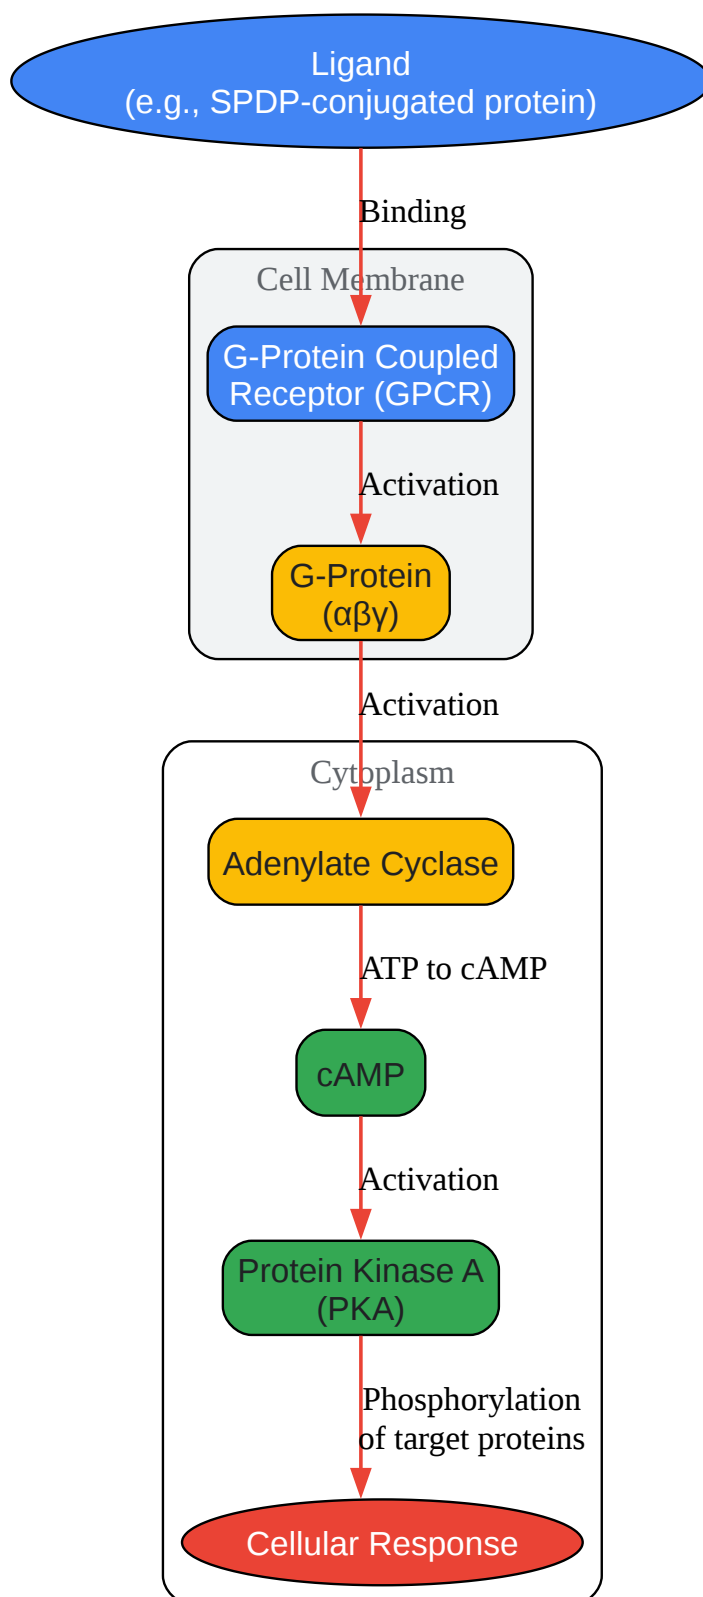 Ligand
(e.g., SPDP-conjugated protein)
Binding
Cell Membrane
G-Protein Coupled
Receptor (GPCR)
Activation
G-Protein
(αβγ)
Activation
Cytoplasm
Adenylate Cyclase
ATP to cAMP
cAMP
Activation
Protein Kinase A
(PKA)
Phosphorylation
of target proteins
Cellular Response